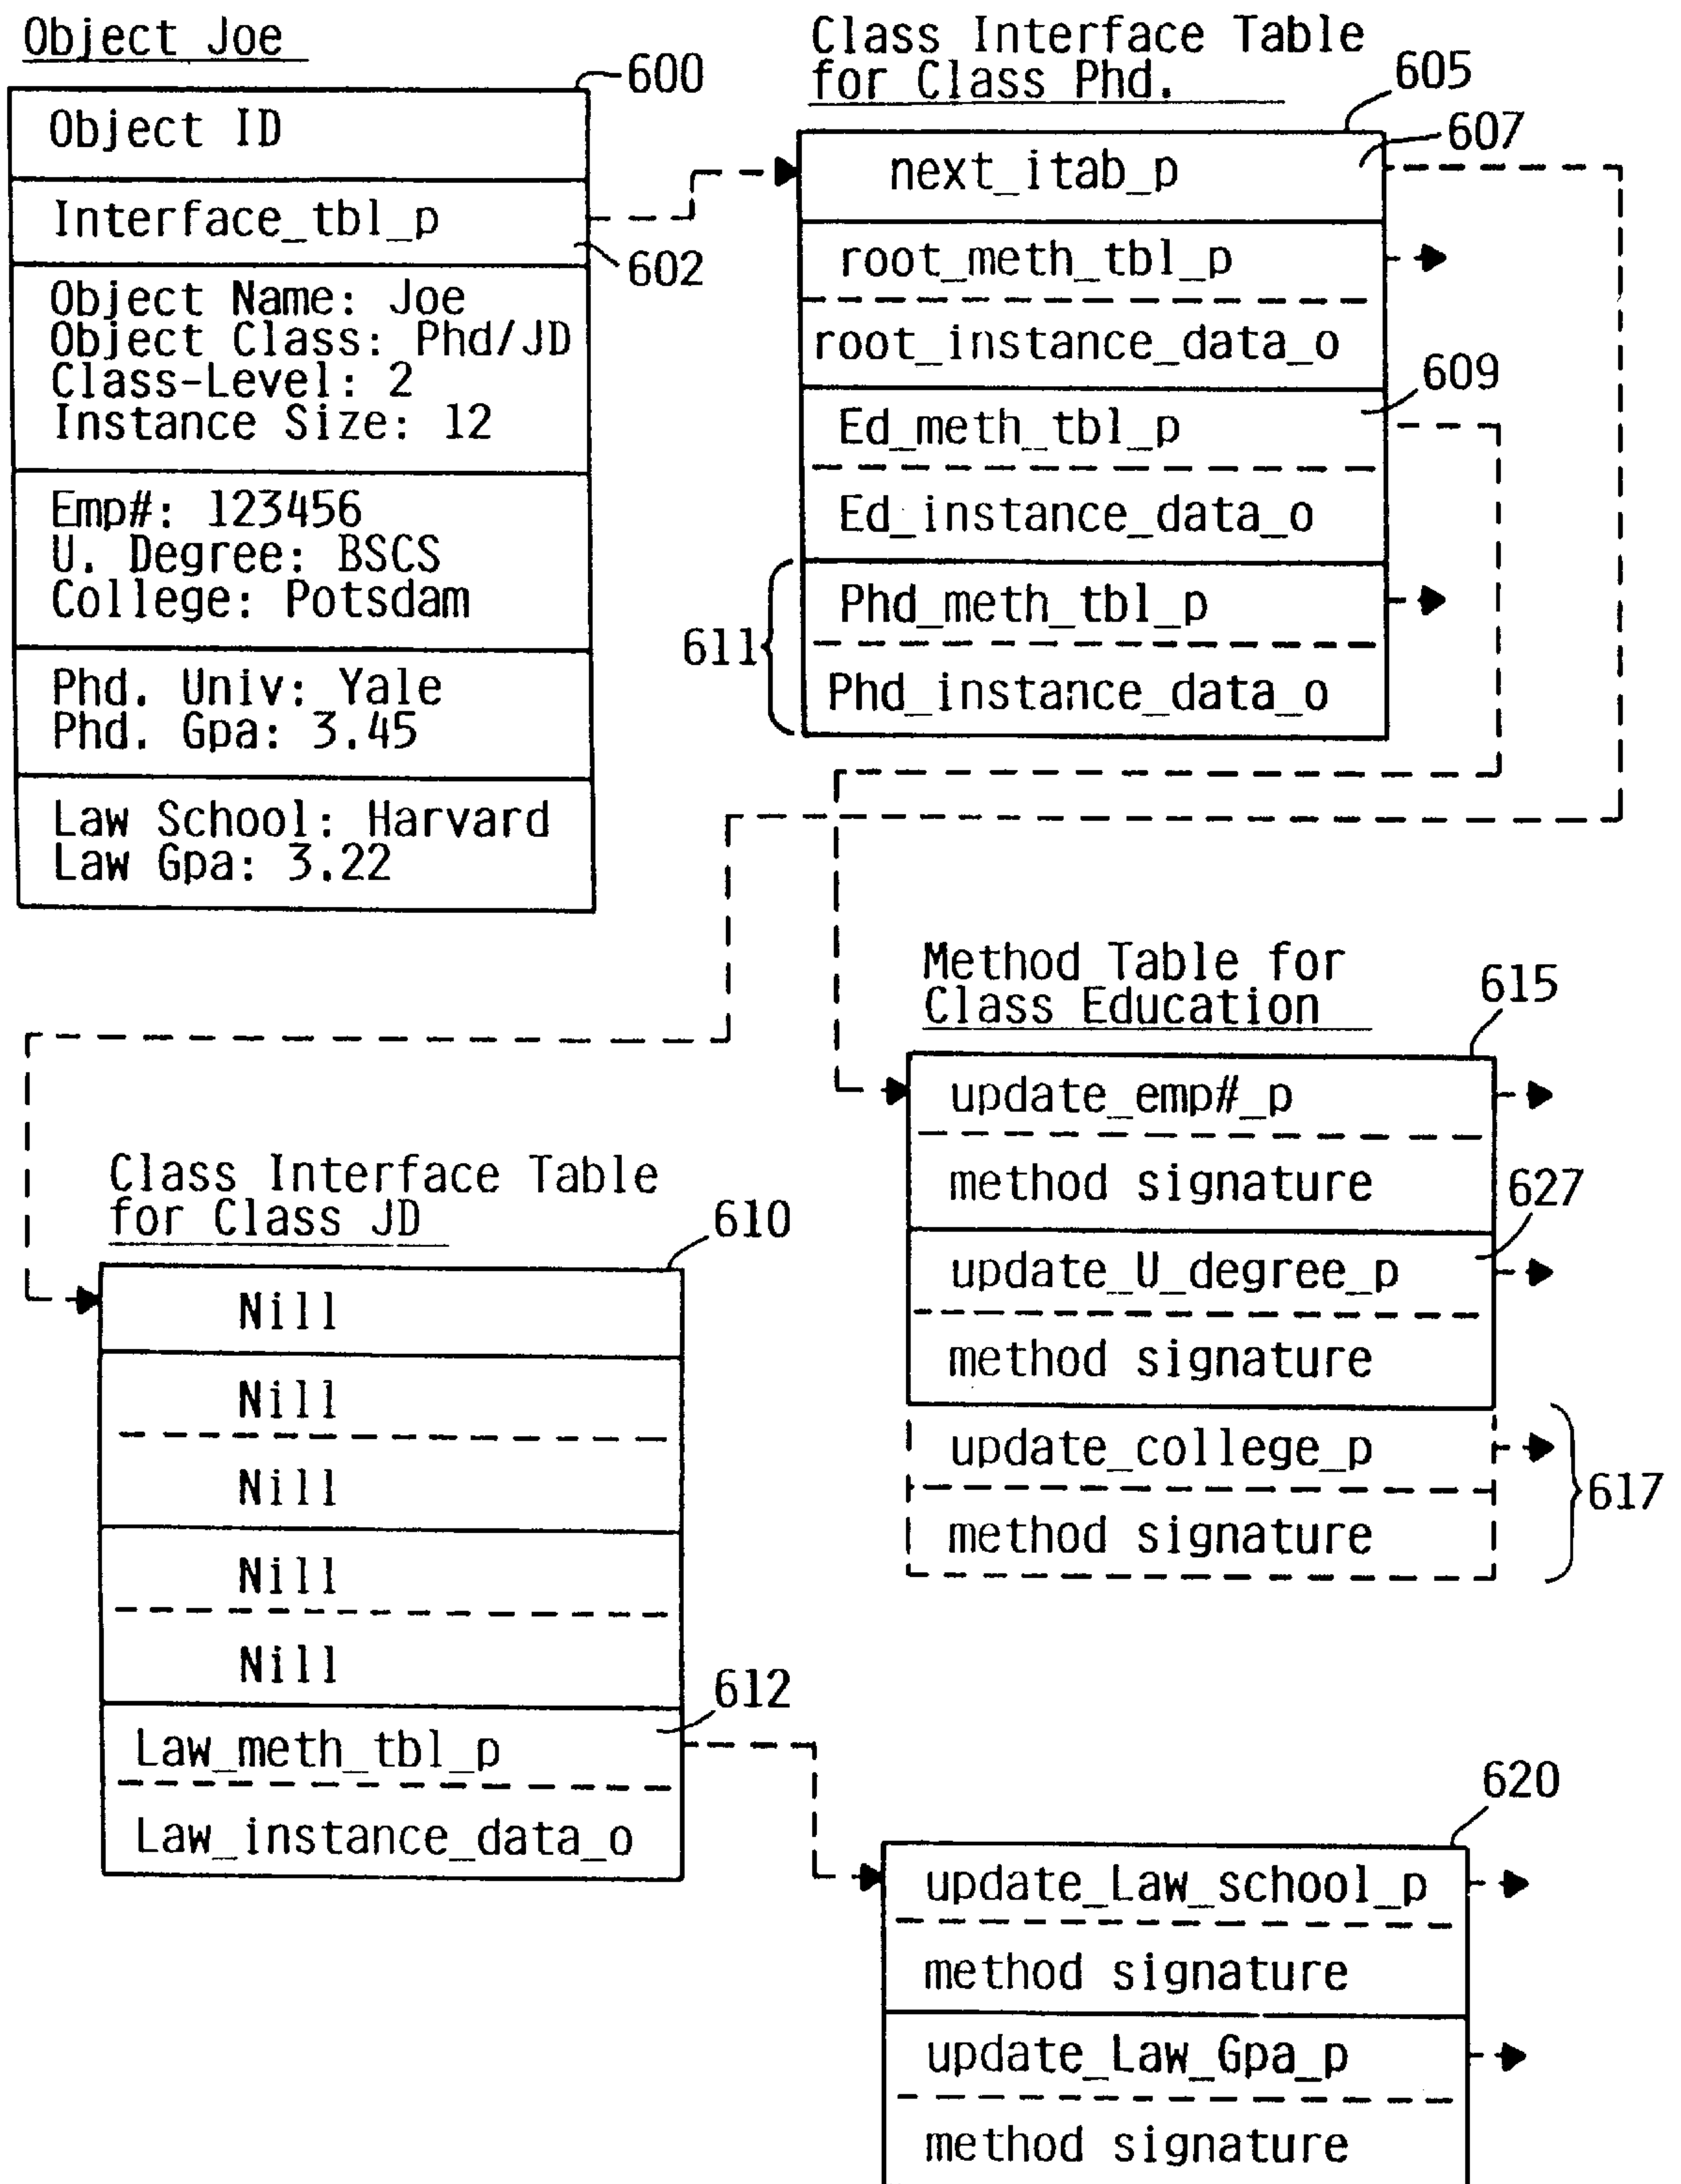 Object Joe
600
Object ID
Interface_tbl_p
602
Object Name: Joe
Object Class: Phd/JD
Class-Level: 2
Instance Size: 12
Emp#: 123456
U. Degree: BSCS
College: Potsdam
Phd. Univ: Yale
Phd. Gpa: 3.45
Law School: Harvard
Law Gpa: 3.22
Class Interface Table
for Class Phd.
605
607
next_itab_p
root_meth_tbl_p
root_instance_data_o
609
Ed_meth_tbl_p
Ed_instance_data_o
611
Phd_meth_tbl_p
Phd_instance_data_o
Method Table for
Class Education
615
update_emp#_p
method signature
627
update_U_degree_p
method signature
update_college_p
617
method signature
Class Interface Table
for Class JD
610
Nill
Nill
Nill
Nill
Nill
612
Law_meth_tbl_p
Law_instance_data_o
620
update_Law_school_p
method signature
update_Law_Gpa_p
method signature